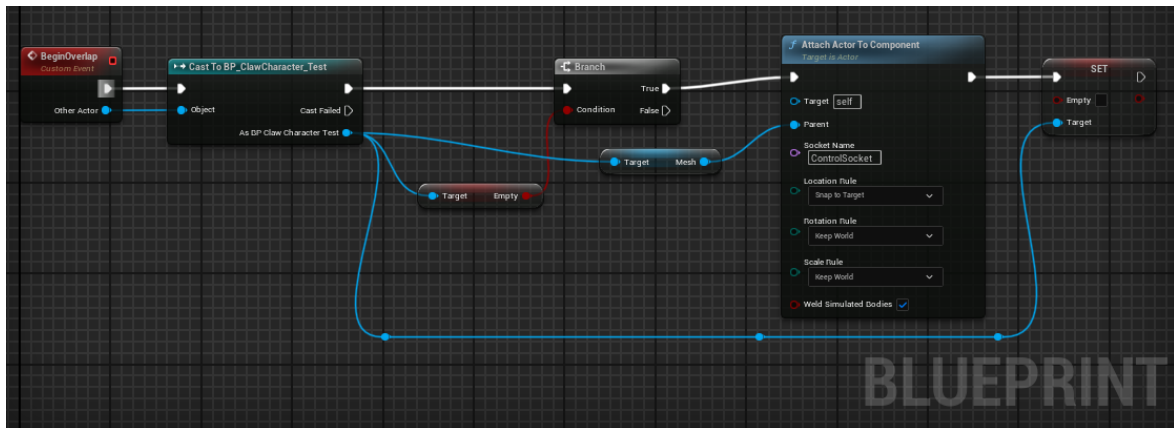 BeginOverlap
Custom Event
Other Actor
Cast To BP_ClawCharacter_Test
Object
Cast Failed
As BP Claw Character Test
Target
Empty
Branch
Condition
True
False
Target
Mesh
Attach Actor To Component
Target is Actor
Target
self
Parent
Socket Name
ControlSocket
Location Rule
Snap to Target
Rotation Rule
Keep World
Scale Rule
Keep World
Weld Simulated Bodies
SET
Empty
Target
BLUEPRINT